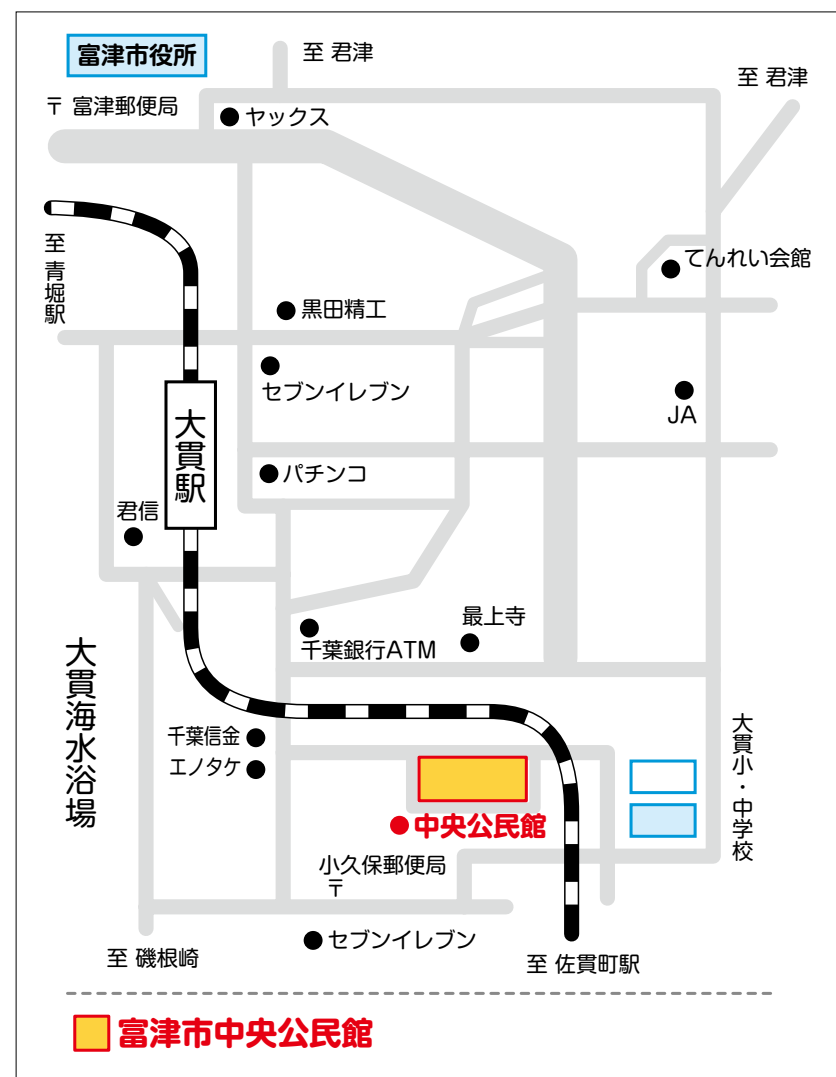 富津市役所
至 君津
至 君津
〒 富津郵便局
ヤックス
至 青堀駅
てんれい会館
黒田精工
セブンイレブン
JA
大貫駅
パチンコ
君信
最上寺
千葉銀行ATM
大貫海水浴場
千葉信金
エノタケ
大貫小・中学校
中央公民館
小久保郵便局
〒
セブンイレブン
至 磯根崎
至 佐貫町駅
富津市中央公民館